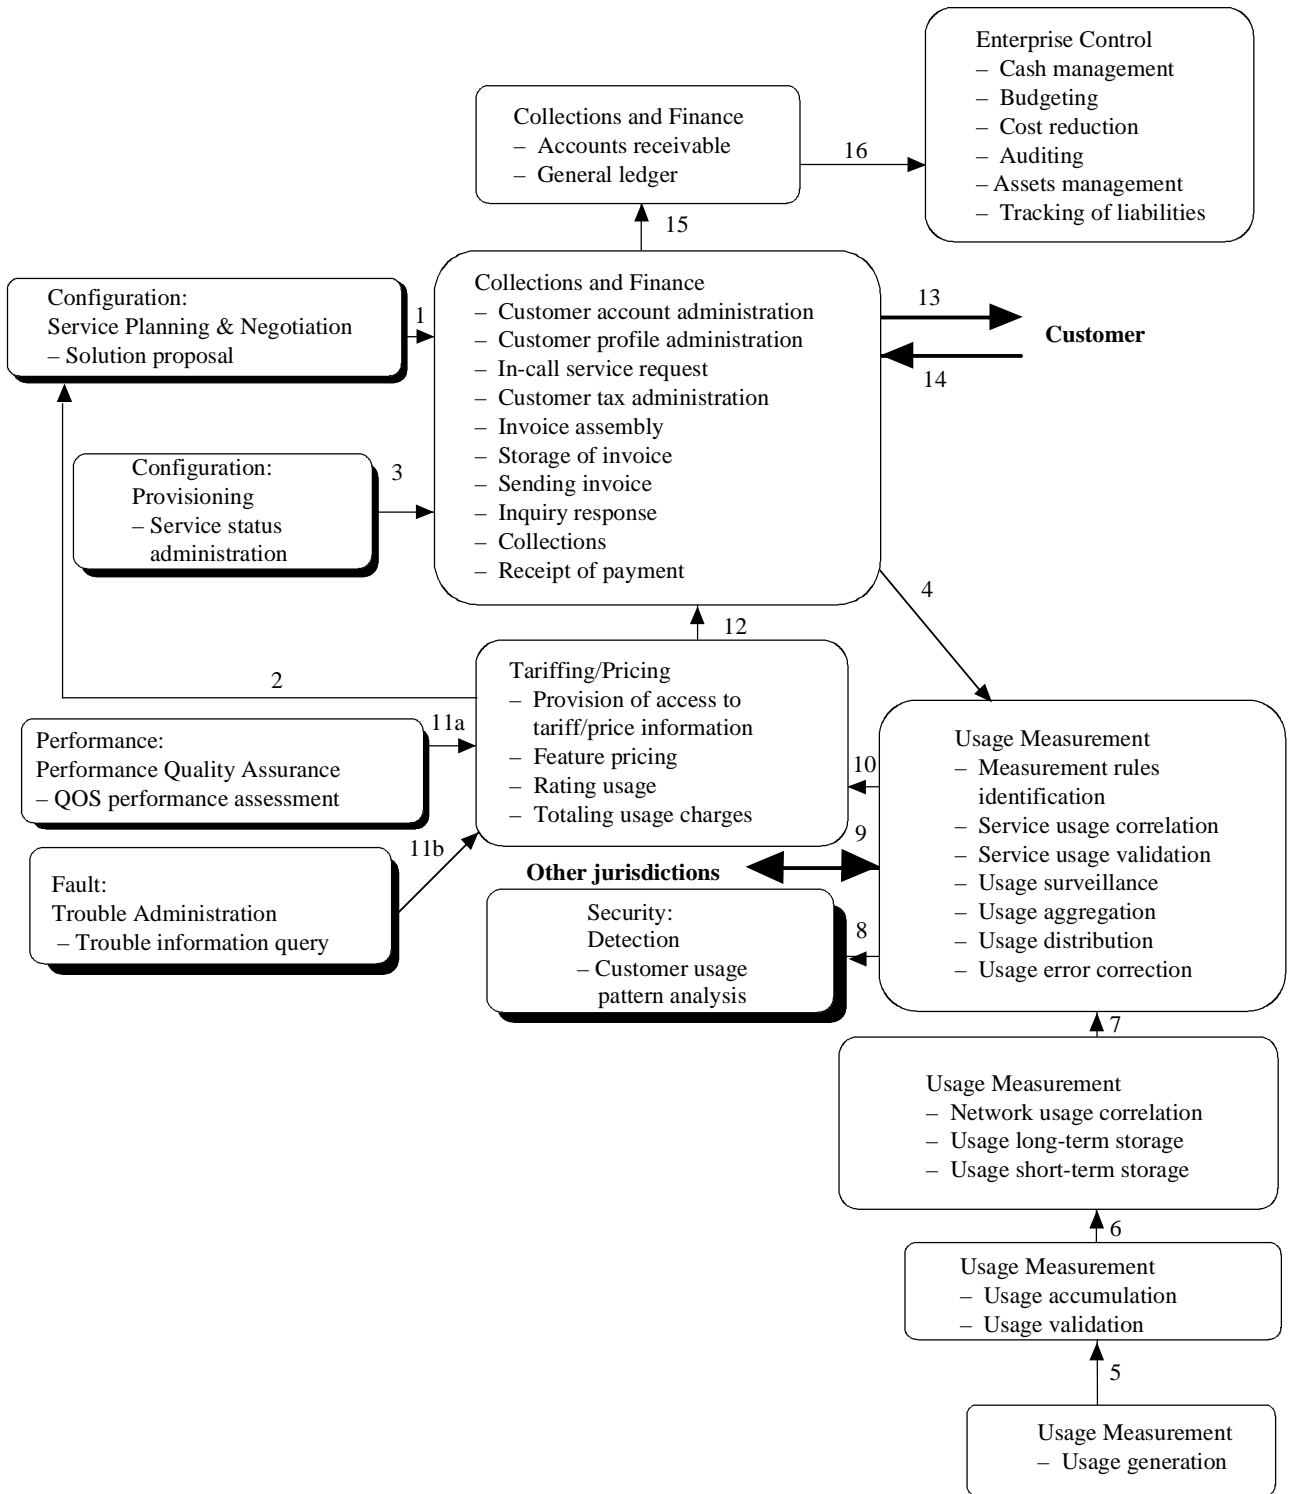 Enterprise Control
– Cash management
– Budgeting
– Cost reduction
– Auditing
– Assets management
– Tracking of liabilities
Collections and Finance
– Accounts receivable
– General ledger
16
15
Collections and Finance
– Customer account administration
– Customer profile administration
– In-call service request
– Customer tax administration
– Invoice assembly
– Storage of invoice
– Sending invoice
– Inquiry response
– Collections
– Receipt of payment
Configuration:
Service Planning & Negotiation
– Solution proposal
1
13
Customer
14
Configuration:
Provisioning
– Service status
administration
3
4
12
2
Tariffing/Pricing
– Provision of access to
tariff/price information
– Feature pricing
– Rating usage
– Totaling usage charges
11a
Performance:
Performance Quality Assurance
– QOS performance assessment
11b
Fault:
Trouble Administration
– Trouble information query
10
9
Other jurisdictions
8
Security:
Detection
– Customer usage
pattern analysis
Usage Measurement
– Measurement rules
identification
– Service usage correlation
– Service usage validation
– Usage surveillance
– Usage aggregation
– Usage distribution
– Usage error correction
7
Usage Measurement
– Network usage correlation
– Usage long-term storage
– Usage short-term storage
6
Usage Measurement
– Usage accumulation
– Usage validation
5
Usage Measurement
– Usage generation